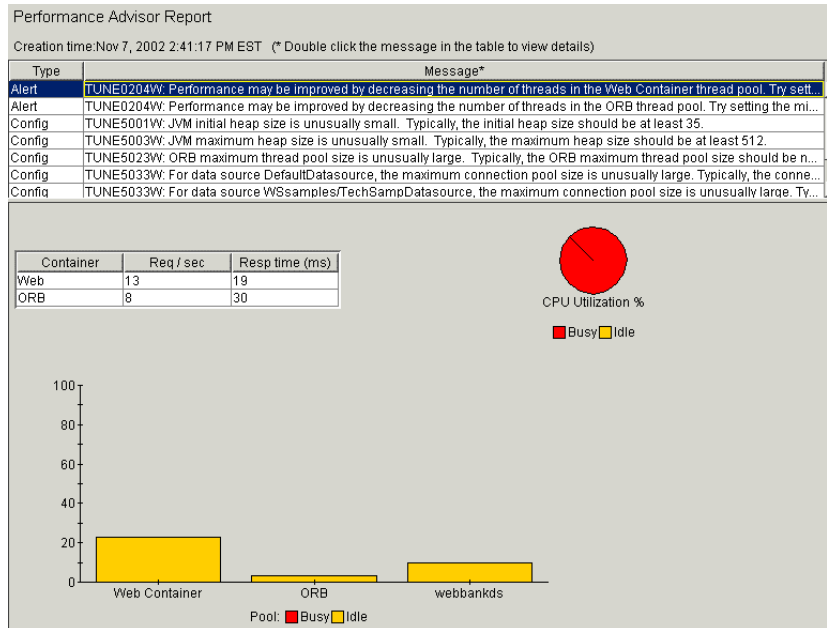 Performance Advisor Report
Creation time:Nov 7, 2002 2:41:17 PM EST (* Double click the message in the table to view details)
Type Message*
Alert TUNE0204W: Performance may be improved by decreasing the number of threads in the Web Container thread pool. Try sett...
Alert TUNE0204W: Performance may be improved by decreasing the number of threads in the ORB thread pool. Try setting the mi...
Config TUNE5001W: JVM initial heap size is unusually small. Typically, the initial heap size should be at least 35.
Config TUNE5003W: JVM maximum heap size is unusually small. Typically, the maximum heap size should be at least 512.
Config TUNE5023W: ORB maximum thread pool size is unusually large. Typically, the ORB maximum thread pool size should be n...
Config TUNE5033W: For data source DefaultDatasource, the maximum connection pool size is unusually large. Typically, the conne...
Config TUNE5033W: For data source WSsamples/TechSampDatasource, the maximum connection pool size is unusually large. Ty...
Container Req / sec Resp time (ms)
Web 13 19
ORB 8 30
CPU Utilization %
Busy Idle
100
80
60
40
20
0
Web Container ORB webbankds
Pool: Busy Idle